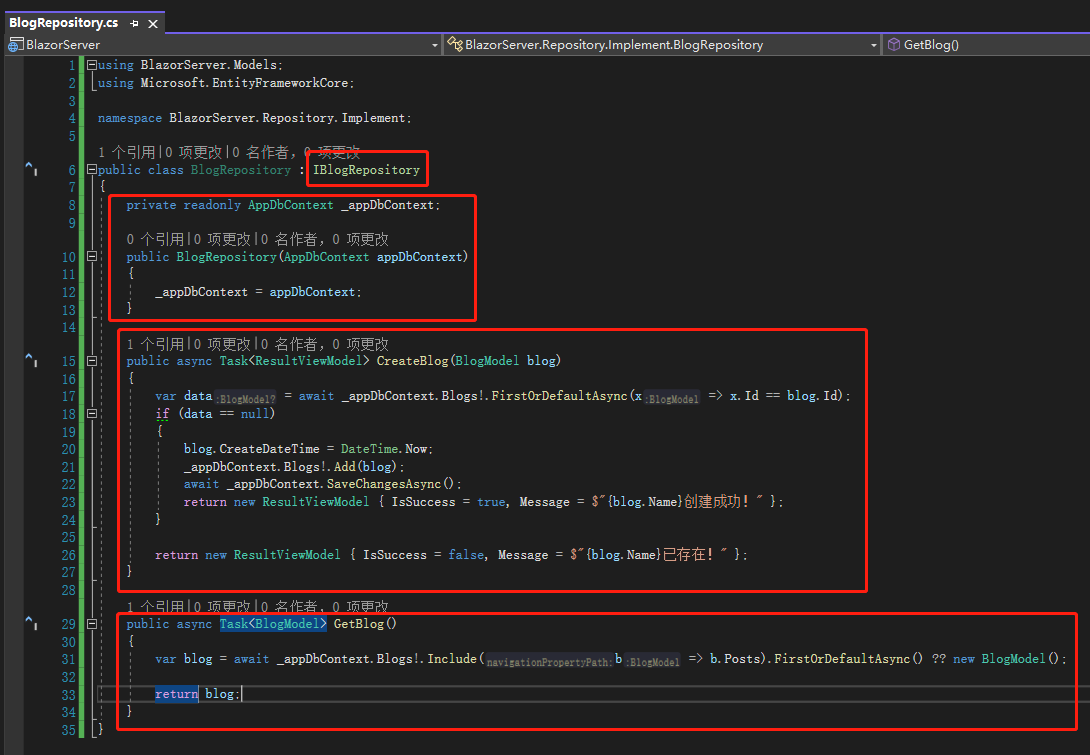 BlogRepository.cs
BlazorServer BlazorServer.Repository.Implement.BlogRepository GetBlog()
1 using BlazorServer.Models;
2 using Microsoft.EntityFrameworkCore;
3
4 namespace BlazorServer.Repository.Implement;
5
1 个引用|0 项更改|0 名作者, 0 项更改
6 public class BlogRepository : IBlogRepository
7 {
8 private readonly AppDbContext _appDbContext;
9
0 个引用|0 项更改|0 名作者, 0 项更改
10 public BlogRepository(AppDbContext appDbContext)
11 {
12 _appDbContext = appDbContext;
13 }
14
1 个引用|0 项更改|0 名作者, 0 项更改
15 public async Task<ResultViewModel> CreateBlog(BlogModel blog)
16 {
17 var data:BlogModel? = await _appDbContext.Blogs!.FirstOrDefaultAsync(x:BlogModel => x.Id == blog.Id);
18 if (data == null)
19 {
20 blog.CreateDateTime = DateTime.Now;
21 _appDbContext.Blogs!.Add(blog);
22 await _appDbContext.SaveChangesAsync();
23 return new ResultViewModel { IsSuccess = true, Message = $"{blog.Name}创建成功！" };
24 }
25
26 return new ResultViewModel { IsSuccess = false, Message = $"{blog.Name}已存在！" };
27 }
28
1 个引用|0 项更改|0 名作者, 0 项更改
29 public async Task<BlogModel> GetBlog()
30 {
31 var blog = await _appDbContext.Blogs!.Include(navigationPropertyPath:b:BlogModel => b.Posts).FirstOrDefaultAsync() ?? new BlogModel();
32
33 return blog;
34 }
35 }